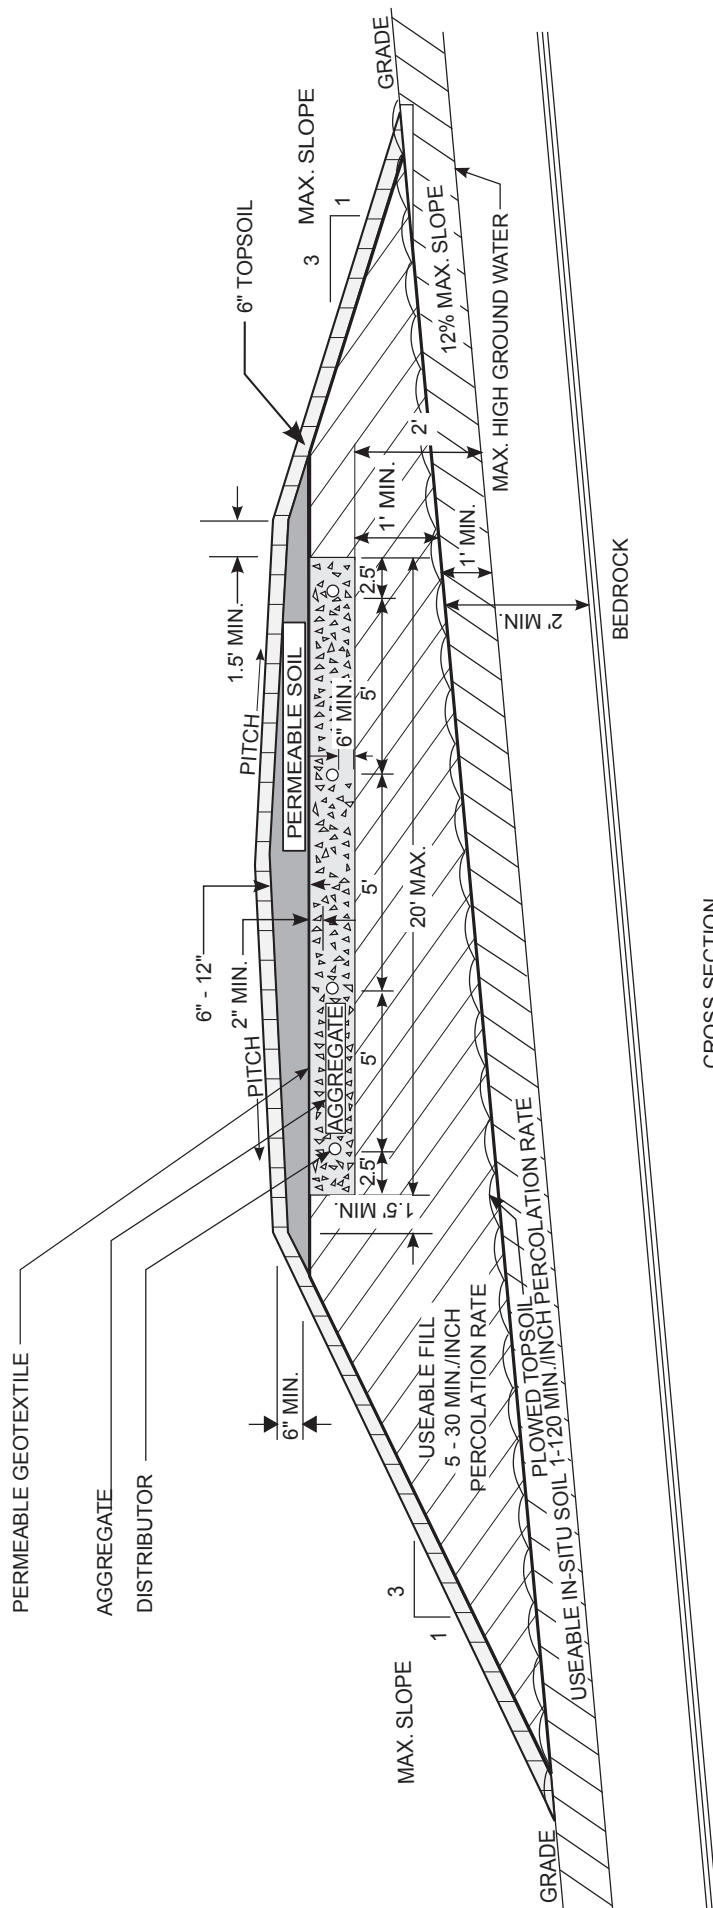 PERMEABLE GEOTEXTILE
AGGREGATE
DISTRIBUTOR
6" - 12"
2" MIN.
PITCH
PITCH
1.5' MIN.
6" TOPSOIL
MAX. SLOPE
3
1
GRADE
6" MIN.
PERMEABLE SOIL
AGGREGATE
6" MIN.
2.5'
5'
5'
5'
2.5'
1.5' MIN.
20' MAX.
1' MIN.
2'
12% MAX. SLOPE
1' MIN.
MAX. HIGH GROUND WATER
2' MIN.
BEDROCK
MAX. SLOPE
3
1
USEABLE FILL
5 - 30 MIN./INCH
PERCOLATION RATE
PLOWED TOPSOIL
USEABLE IN-SITU SOIL 1-120 MIN./INCH PERCOLATION RATE
GRADE
CROSS SECTION